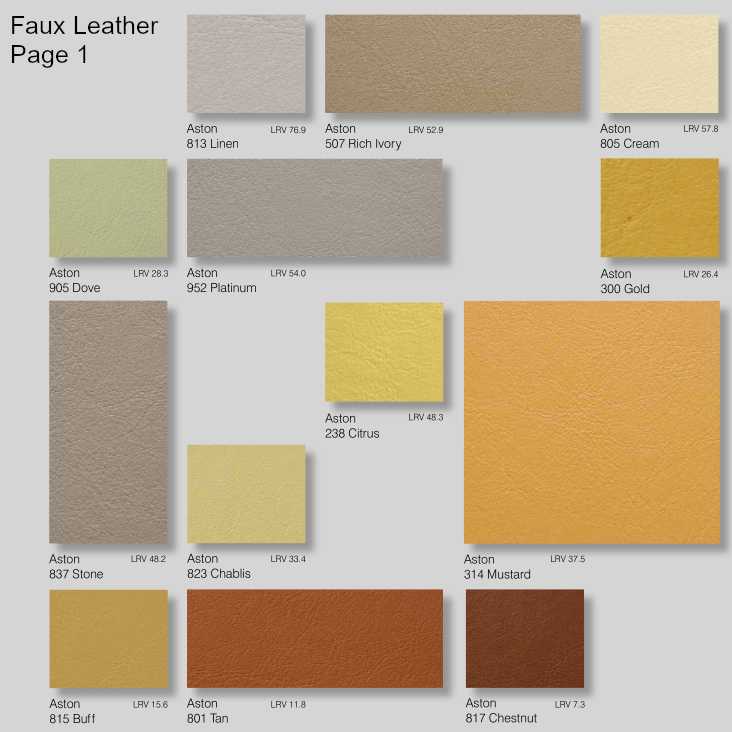 Faux Leather
Page 1
Aston LRV 76.9
813 Linen
Aston LRV 52.9
507 Rich Ivory
Aston LRV 57.8
805 Cream
Aston LRV 28.3
905 Dove
Aston LRV 54.0
952 Platinum
Aston LRV 26.4
300 Gold
Aston LRV 48.3
238 Citrus
Aston LRV 48.2
837 Stone
Aston LRV 33.4
823 Chablis
Aston LRV 37.5
314 Mustard
Aston LRV 15.6
815 Buff
Aston LRV 11.8
801 Tan
Aston LRV 7.3
817 Chestnut